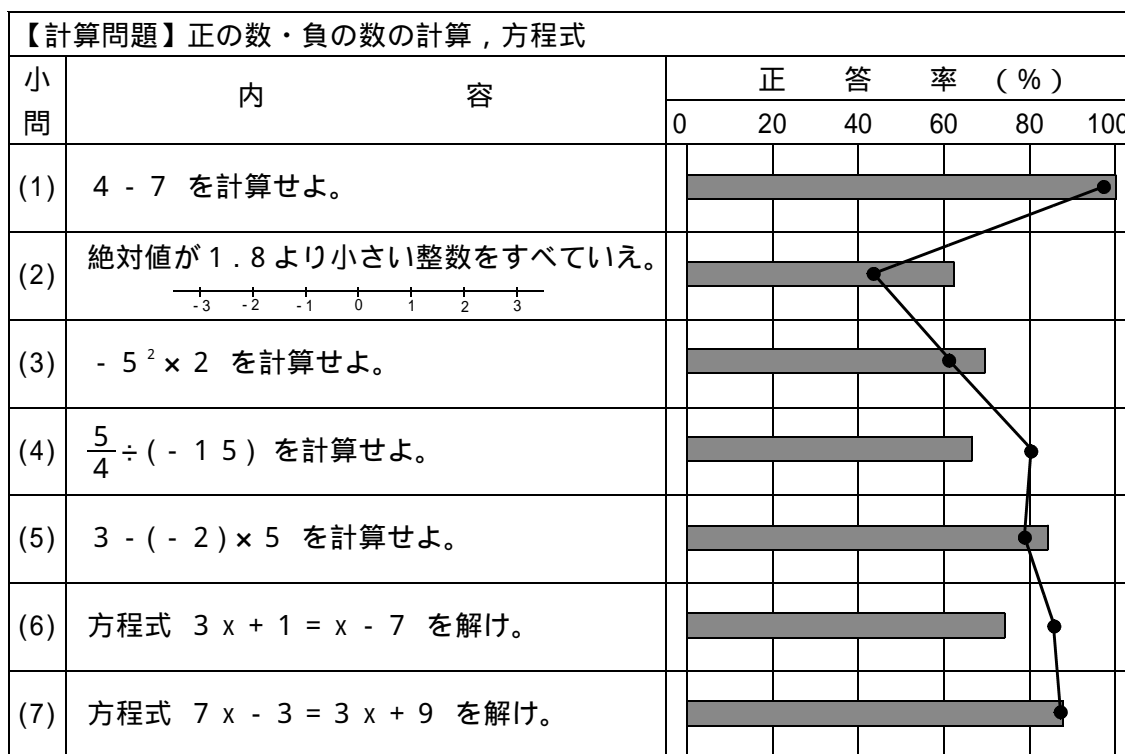 【計算問題】正の数・負の数の計算，方程式
小問 内容 正答率(%)
0 20 40 60 80 100
(1) 4 - 7 を計算せよ。
(2) 絶対値が1.8より小さい整数をすべていえ。
-3 -2 -1 0 1 2 3
(3) - 5² × 2 を計算せよ。
(4) 5/4 ÷ ( - 15 ) を計算せよ。
(5) 3 - ( - 2 ) × 5 を計算せよ。
(6) 方程式 3x + 1 = x - 7 を解け。
(7) 方程式 7x - 3 = 3x + 9 を解け。